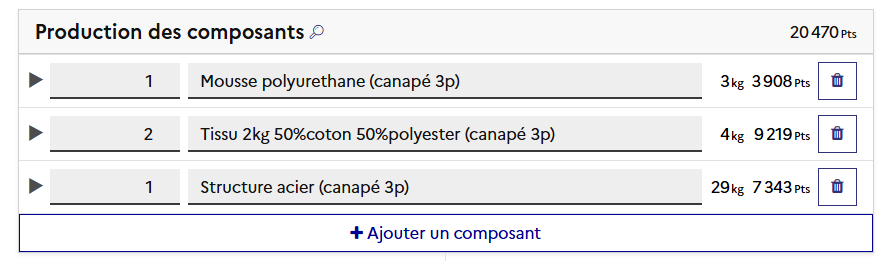 Production des composants 20 470 Pts
1 Mousse polyurethane (canapé 3p) 3 kg 3 908 Pts
2 Tissu 2kg 50%coton 50%polyester (canapé 3p) 4 kg 9 219 Pts
1 Structure acier (canapé 3p) 29 kg 7 343 Pts
+ Ajouter un composant